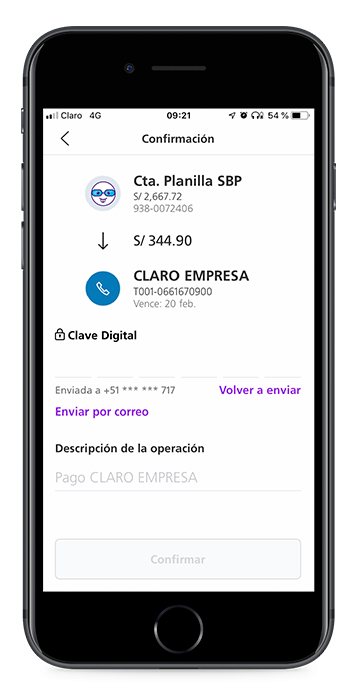 Claro 4G 09:21 54 %
Confirmación
Cta. Planilla SBP
S/ 2,667.72
938-0072406
S/ 344.90
CLARO EMPRESA
T001-0661670900
Vence: 20 feb.
Clave Digital
Enviada a +51 *** *** 717 Volver a enviar
Enviar por correo
Descripción de la operación
Pago CLARO EMPRESA
Confirmar